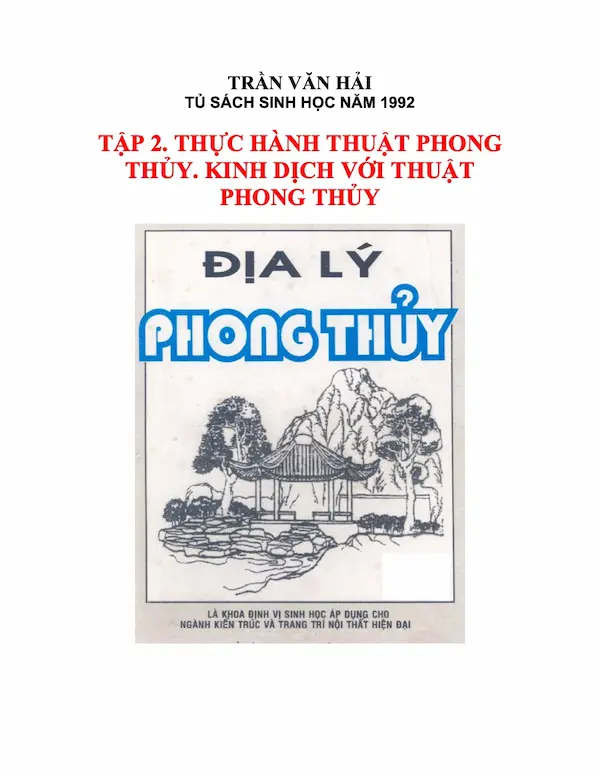 TRẦN VĂN HẢI
TỦ SÁCH SINH HỌC NĂM 1992
TẬP 2. THỰC HÀNH THUẬT PHONG
THỦY. KINH DỊCH VỚI THUẬT
PHONG THỦY
ĐỊA LÝ
PHONG THỦY
LÀ KHOA ĐỊNH VỊ SINH HỌC ÁP DỤNG CHO
NGÀNH KIẾN TRÚC VÀ TRANG TRÍ NỘI THẤT HIỆN ĐẠI